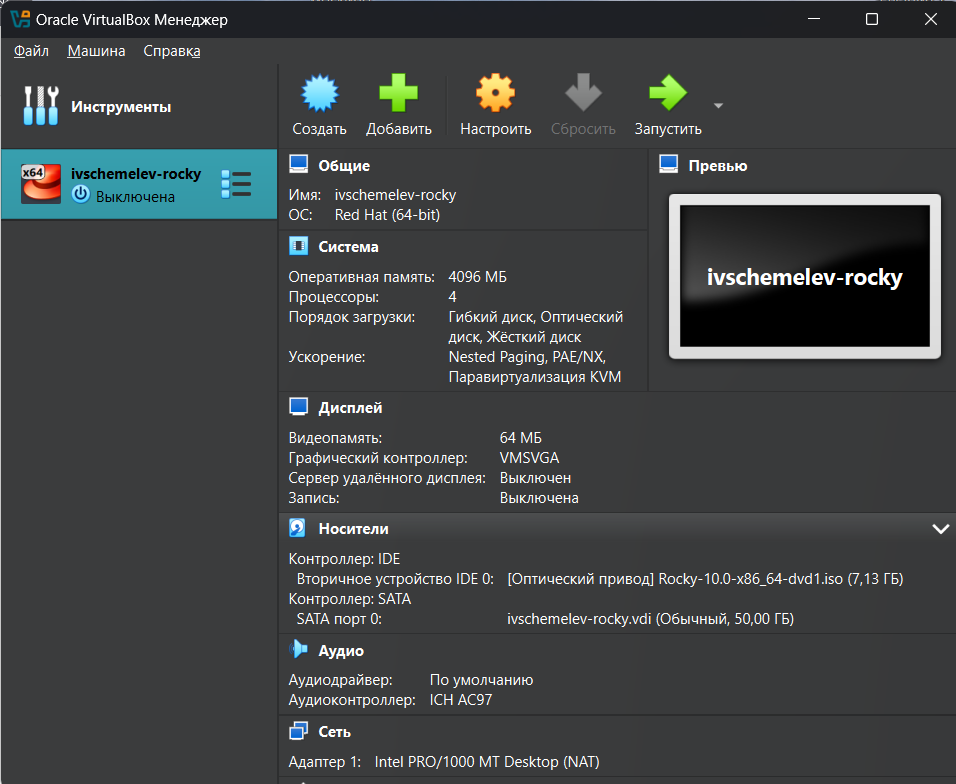 Oracle VirtualBox Менеджер
Файл Машина Справка
Инструменты
Создать Добавить Настроить Сбросить Запустить
x64
ivschemelev-rocky
Выключена
Общие
Имя: ivschemelev-rocky
ОС: Red Hat (64-bit)
Превью
ivschemelev-rocky
Система
Оперативная память: 4096 МБ
Процессоры: 4
Порядок загрузки: Гибкий диск, Оптический
диск, Жёсткий диск
Ускорение: Nested Paging, PAE/NX,
Паравиртуализация KVM
Дисплей
Видеопамять: 64 МБ
Графический контроллер: VMSVGA
Сервер удалённого дисплея: Выключен
Запись: Выключена
Носители
Контроллер: IDE
Вторичное устройство IDE 0: [Оптический привод] Rocky-10.0-x86_64-dvd1.iso (7,13 ГБ)
Контроллер: SATA
SATA порт 0: ivschemelev-rocky.vdi (Обычный, 50,00 ГБ)
Аудио
Аудиодрайвер: По умолчанию
Аудиоконтроллер: ICH AC97
Сеть
Адаптер 1: Intel PRO/1000 MT Desktop (NAT)